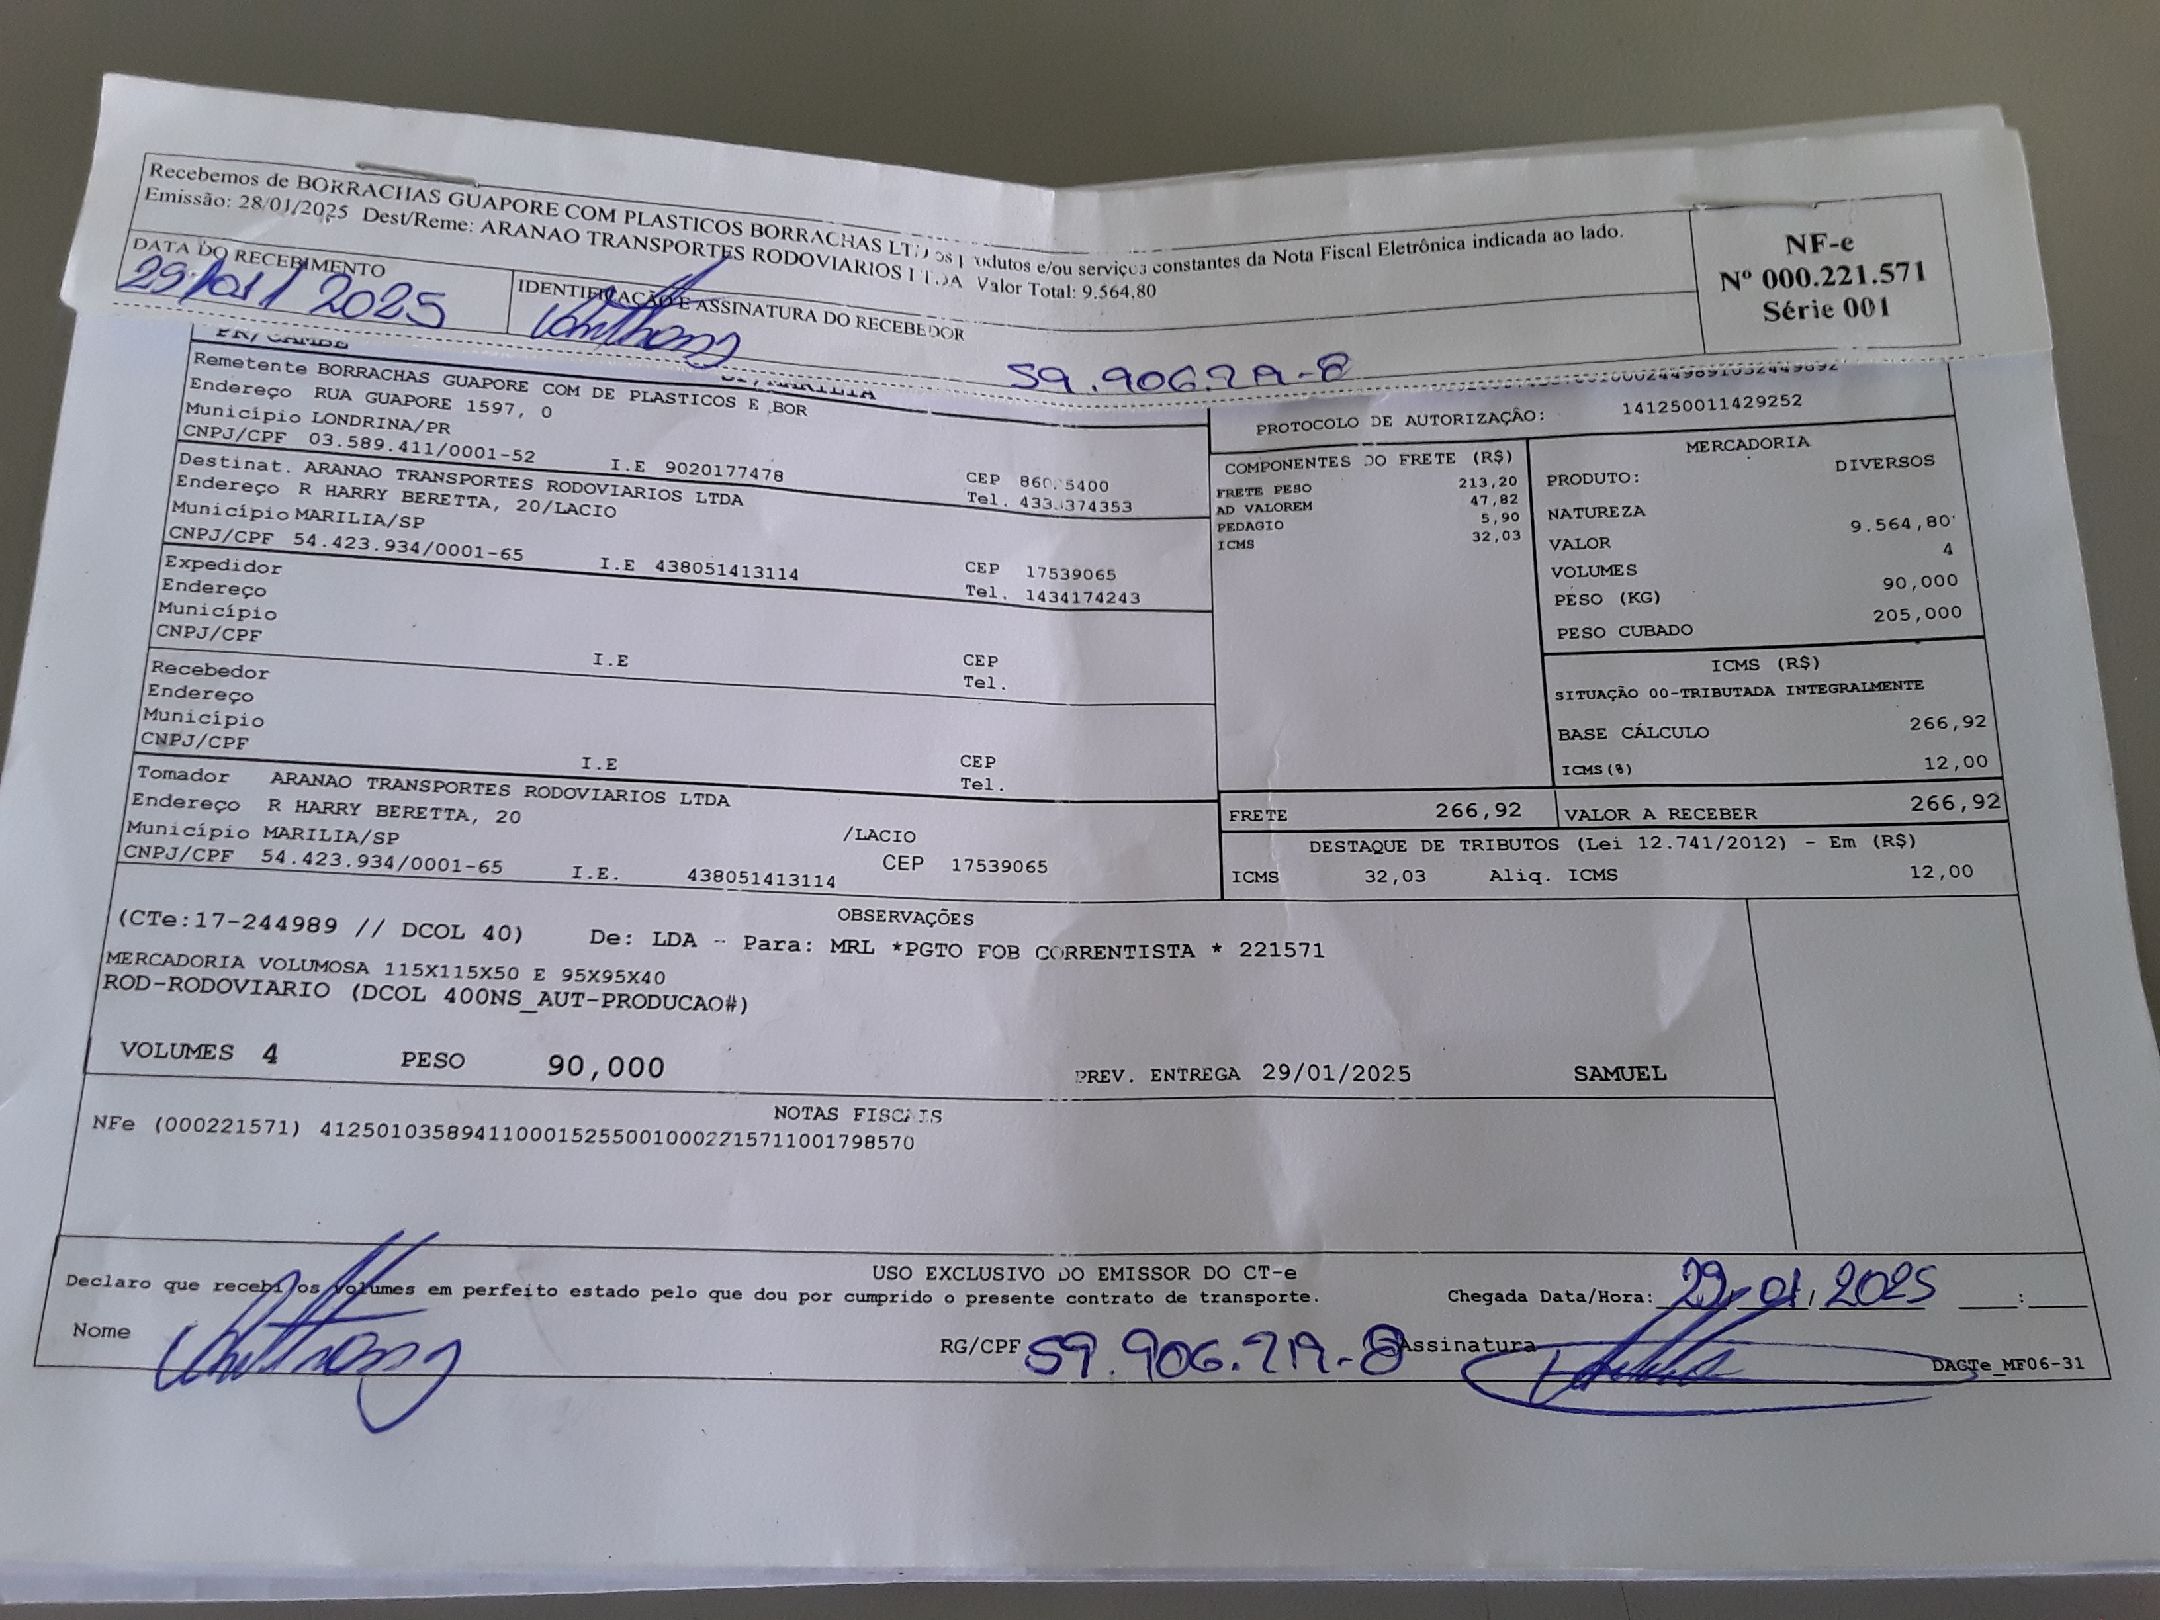 Recebemos de BORRACHAS GUAPORE COM PLASTICOS BORRACHAS LTDA os produtos e/ou serviços constantes da Nota Fiscal Eletrônica indicada ao lado.
Emissão: 28/01/2025 Dest/Reme: ARANAO TRANSPORTES RODOVIARIOS LTDA Valor Total: 9.564,80
DATA DO RECEBIMENTO
29/01/2025
IDENTIFICAÇÃO E ASSINATURA DO RECEBEDOR
NF-e
Nº 000.221.571
Série 001
Remetente BORRACHAS GUAPORE COM DE PLASTICOS E BOR
Endereço RUA GUAPORE 1597, 0
Município LONDRINA/PR
CNPJ/CPF 03.589.411/0001-52 I.E 9020177478 CEP Tel.
Destinat. ARANAO TRANSPORTES RODOVIARIOS LTDA
Endereço R HARRY BERETTA, 20/LACIO
Município MARILIA/SP CEP 17539065
CNPJ/CPF 54.423.934/0001-65 I.E 438051413114 Tel. 1434174243
Expedidor
Endereço
Município CEP
CNPJ/CPF I.E Tel.
Recebedor
Endereço
Município CEP
CNPJ/CPF I.E Tel.
Tomador ARANAO TRANSPORTES RODOVIARIOS LTDA
Endereço R HARRY BERETTA, 20 /LACIO
Município MARILIA/SP CEP 17539065
CNPJ/CPF 54.423.934/0001-65 I.E. 438051413114
PROTOCOLO DE AUTORIZAÇÃO: 141250011429252
COMPONENTES DO FRETE (R$)
FRETE PESO 213,20
AD VALOREM 47,82
PEDAGIO 5,90
ICMS 32,03
MERCADORIA
PRODUTO: DIVERSOS
NATUREZA
VALOR 9.564,80
VOLUMES 4
PESO (KG) 90,000
PESO CUBADO 205,000
ICMS (R$)
SITUAÇÃO 00-TRIBUTADA INTEGRALMENTE
BASE CÁLCULO 266,92
ICMS(%) 12,00
FRETE 266,92 VALOR A RECEBER 266,92
DESTAQUE DE TRIBUTOS (Lei 12.741/2012) - Em (R$)
ICMS 32,03 Aliq. ICMS 12,00
OBSERVAÇÕES
(CTe:17-244989 // DCOL 40) De: LDA - Para: MRL *PGTO FOB CORRENTISTA * 221571
MERCADORIA VOLUMOSA 115X115X50 E 95X95X40
ROD-RODOVIARIO (DCOL 400NS_AUT-PRODUCAO#)
VOLUMES 4 PESO 90,000 PREV. ENTREGA 29/01/2025 SAMUEL
NOTAS FISCAIS
NFe (000221571) 41250103589411000152550010002215711001798570
USO EXCLUSIVO DO EMISSOR DO CT-e
Declaro que recebi os volumes em perfeito estado pelo que dou por cumprido o presente contrato de transporte. Chegada Data/Hora: 29/01/2025 ___:___
Nome RG/CPF Assinatura
DAGTe_MF06-31